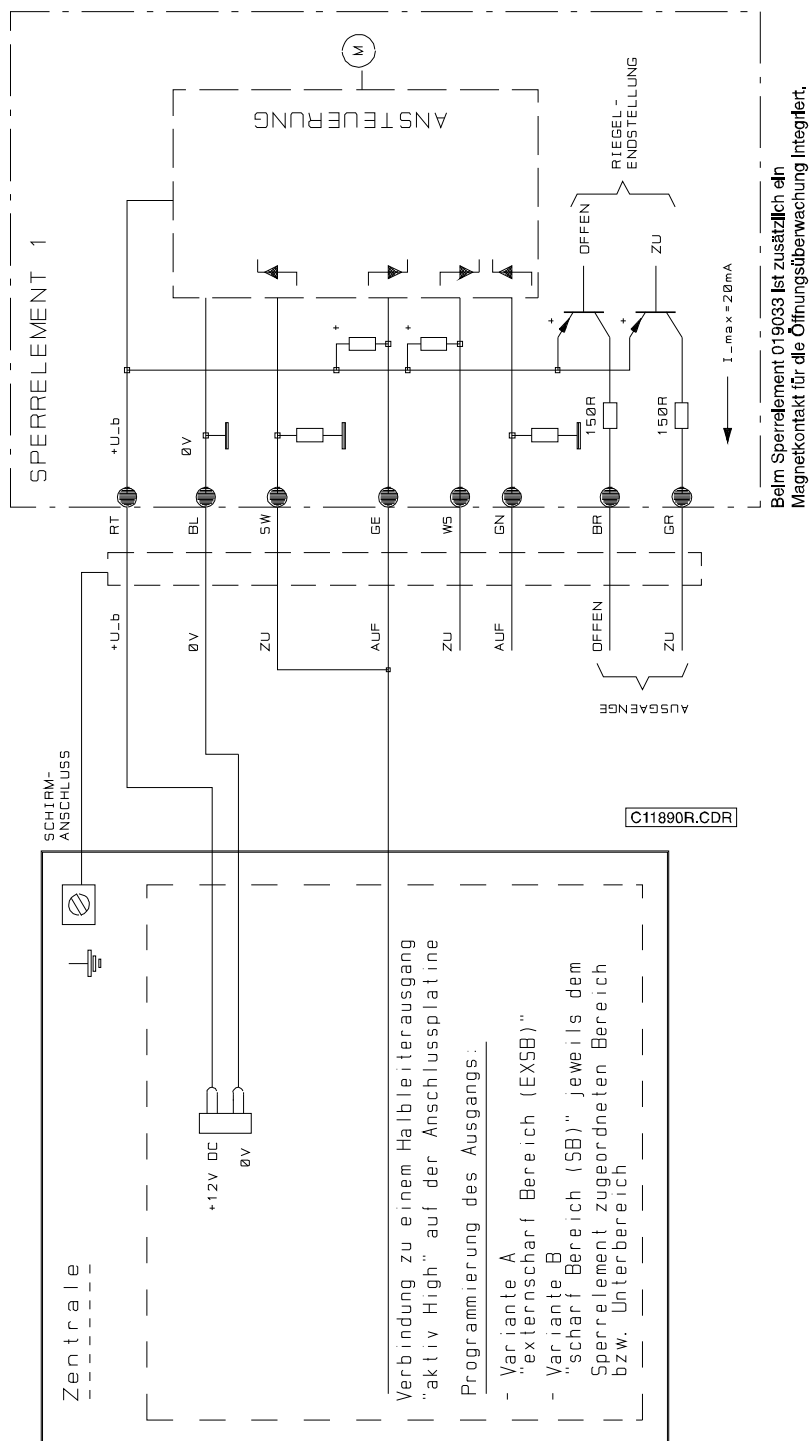 SPERRELEMENT 1
M
ANSTEUERUNG
RIEGEL-
ENDSTELLUNG
OFFEN
ZU
+
+
+
+
+U_b
0V
150R
150R
I_max=20mA
RT
BL
SW
GE
WS
GN
BR
GR
+U_b
0V
ZU
AUF
ZU
AUF
OFFEN
ZU
AUSGAENGE
Beim Sperrelement 019033 ist zusätzlich ein
Magnetkontakt für die Öffnungsüberwachung integriert.
SCHIRM-
ANSCHLUSS
C11890R.CDR
Zentrale
+12V DC
0V
Verbindung zu einem Halbleiterausgang
"aktiv High" auf der Anschlussplatine
Programmierung des Ausgangs:
- Variante A
"externscharf Bereich (EXSB)"
- Variante B
"scharf Bereich (SB)" jeweils dem
Sperrelement zugeordneten Bereich
bzw. Unterbereich